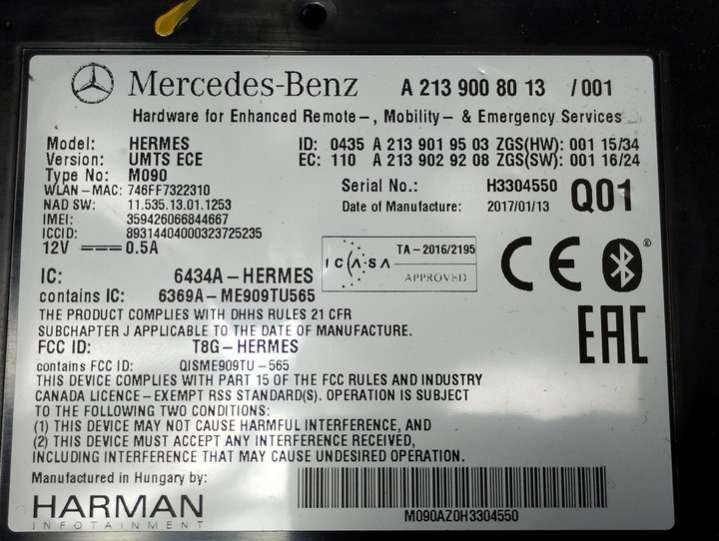 Mercedes-Benz A 213 900 80 13 /001
Hardware for Enhanced Remote-, Mobility- & Emergency Services
Model: HERMES ID: 0435 A 213 901 95 03 ZGS(HW): 001 15/34
Version: UMTS ECE EC: 110 A 213 902 92 08 ZGS(SW): 001 16/24
Type No: M090
WLAN-MAC: 746FF7322310 Serial No.: H3304550 Q01
NAD SW: 11.535.13.01.1253 Date of Manufacture: 2017/01/13
IMEI: 359426066844667
ICCID: 89314404000323725235
12V 0.5A
ICASA TA-2016/2195 APPROVED
CE
EAC
IC: 6434A-HERMES
contains IC: 6369A-ME909TU565
THE PRODUCT COMPLIES WITH DHHS RULES 21 CFR
SUBCHAPTER J APPLICABLE TO THE DATE OF MANUFACTURE.
FCC ID: T8G-HERMES
contains FCC ID: QISME909TU-565
THIS DEVICE COMPLIES WITH PART 15 OF THE FCC RULES AND INDUSTRY
CANADA LICENCE-EXEMPT RSS STANDARD(S). OPERATION IS SUBJECT
TO THE FOLLOWING TWO CONDITIONS:
(1) THIS DEVICE MAY NOT CAUSE HARMFUL INTERFERENCE, AND
(2) THIS DEVICE MUST ACCEPT ANY INTERFERENCE RECEIVED,
INCLUDING INTERFERENCE THAT MAY CAUSE UNDESIRED OPERATION.
Manufactured in Hungary by:
HARMAN
INFOTAINMENT
M090AZ0H3304550